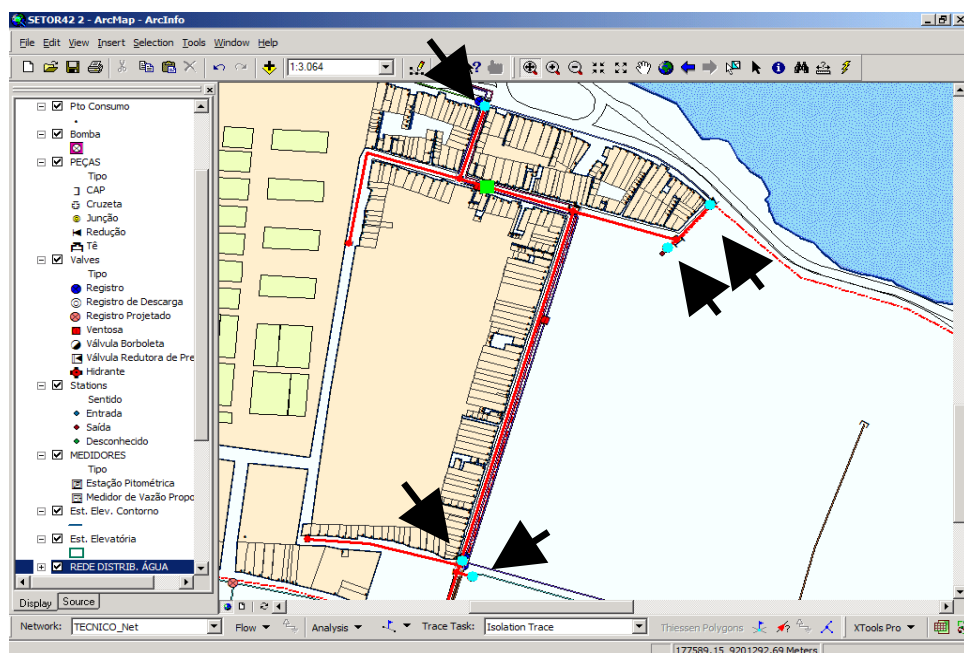 SETOR42 2 - ArcMap - ArcInfo
File Edit View Insert Selection Tools Window Help
1:3.064
Pto Consumo
Bomba
PEÇAS
Tipo
CAP
Cruzeta
Junção
Redução
Tê
Valves
Tipo
Registro
Registro de Descarga
Registro Projetado
Ventosa
Válvula Borboleta
Válvula Redutora de Pre
Hidrante
Stations
Sentido
Entrada
Saída
Desconhecido
MEDIDORES
Tipo
Estação Pitométrica
Medidor de Vazão Propo
Est. Elev. Contorno
Est. Elevatória
REDE DISTRIB. ÁGUA
Display Source
Network: TECNICO_Net Flow Analysis Trace Task: Isolation Trace Thiessen Polygons XTools Pro
177589,15 9201292,69 Meters